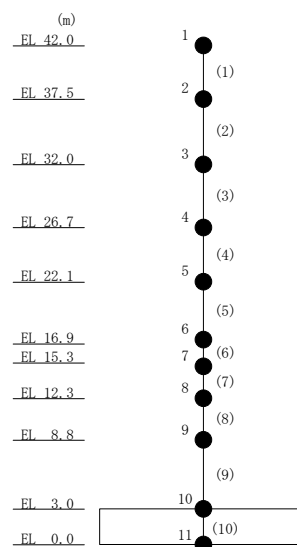 (m)
EL 42.0
1
(1)
EL 37.5
2
(2)
EL 32.0
3
(3)
EL 26.7
4
(4)
EL 22.1
5
(5)
EL 16.9
6
(6)
EL 15.3
7
(7)
EL 12.3
8
(8)
EL 8.8
9
(9)
EL 3.0
10
(10)
EL 0.0
11